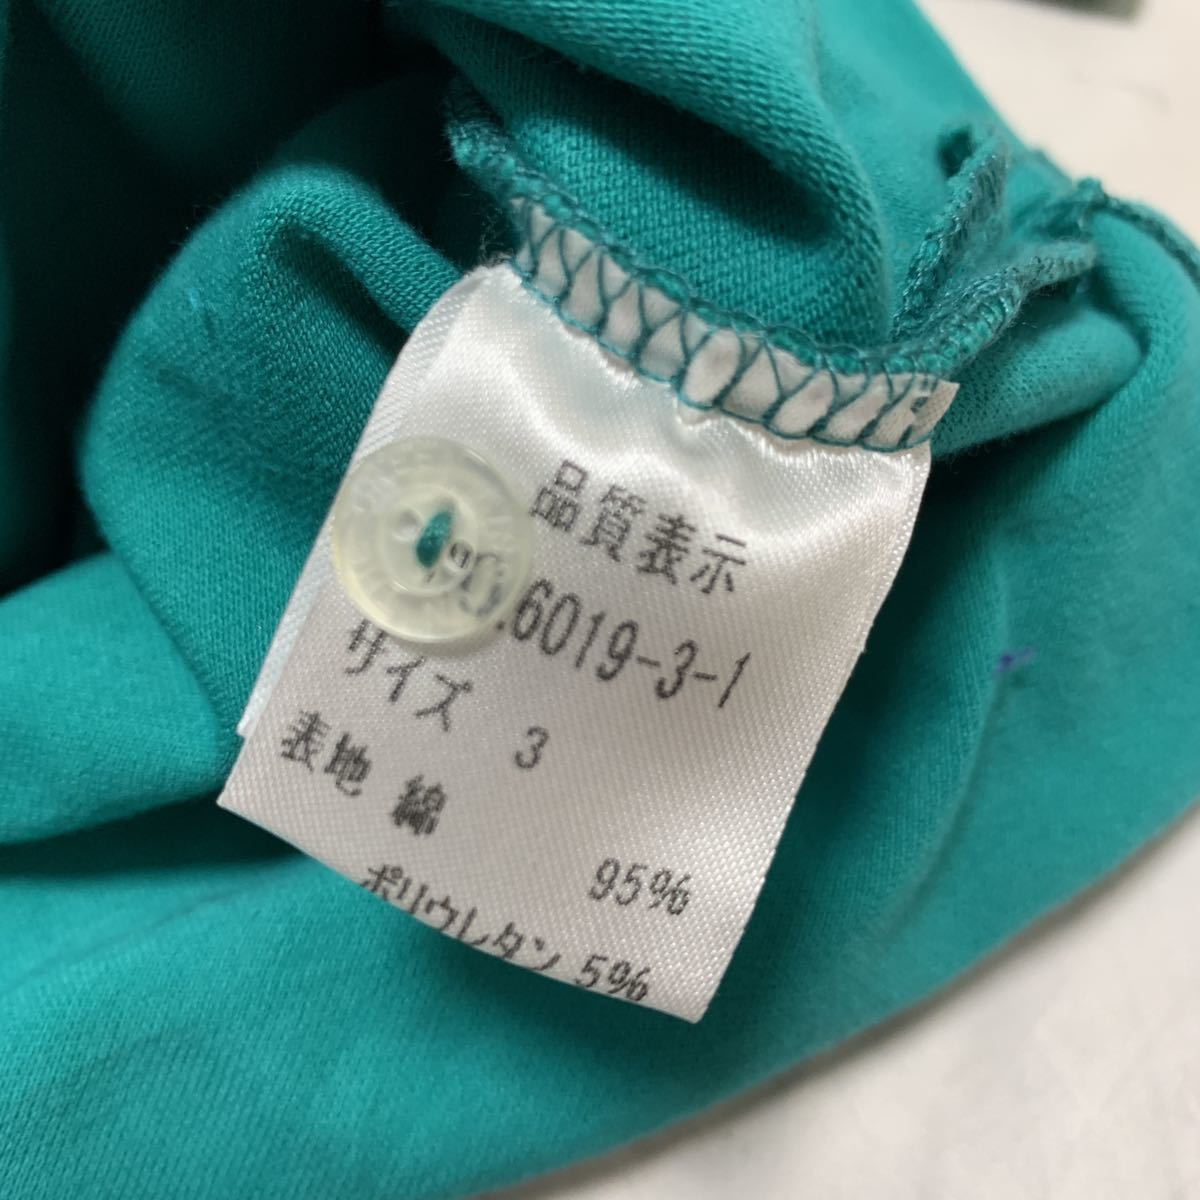 品質表示
6019-3-1
サイズ 3
表地 綿 95%
ポリウレタン 5%